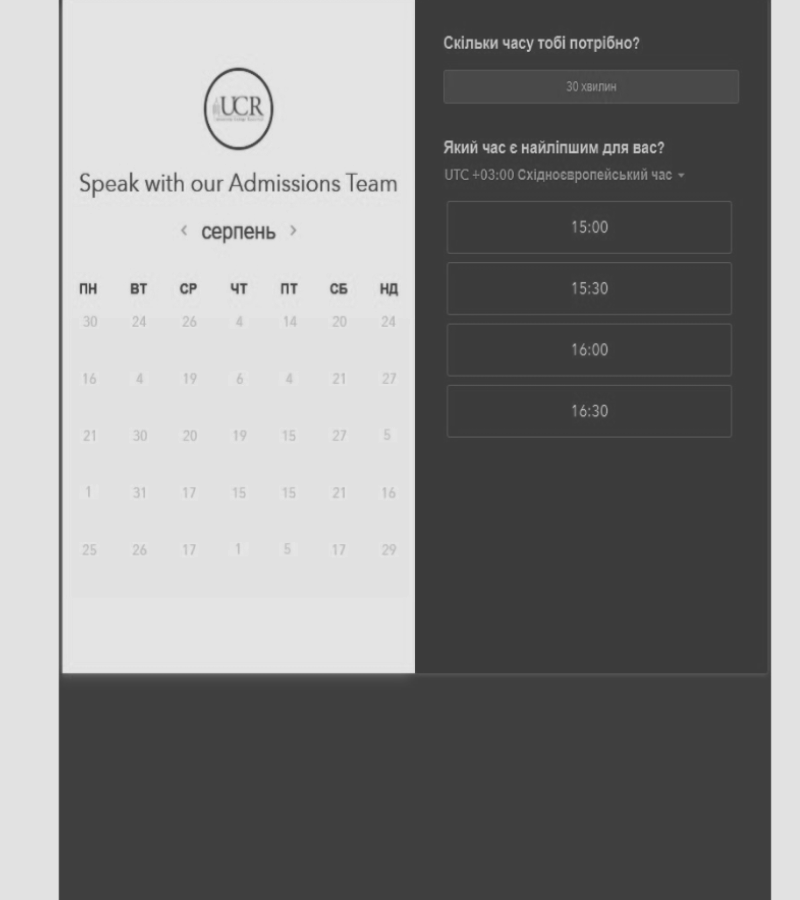 UCR
Speak with our Admissions Team
‹ серпень ›
ПН ВТ СР ЧТ ПТ СБ НД
30 24 26 4 14 20 24
16 4 19 6 4 21 27
21 30 20 19 15 27 5
1 31 17 15 15 21 16
25 26 17 1 5 17 29
Скільки часу тобі потрібно?
30 хвилин
Який час є найліпшим для вас?
UTC +03:00 Східноєвропейський час
15:00
15:30
16:00
16:30